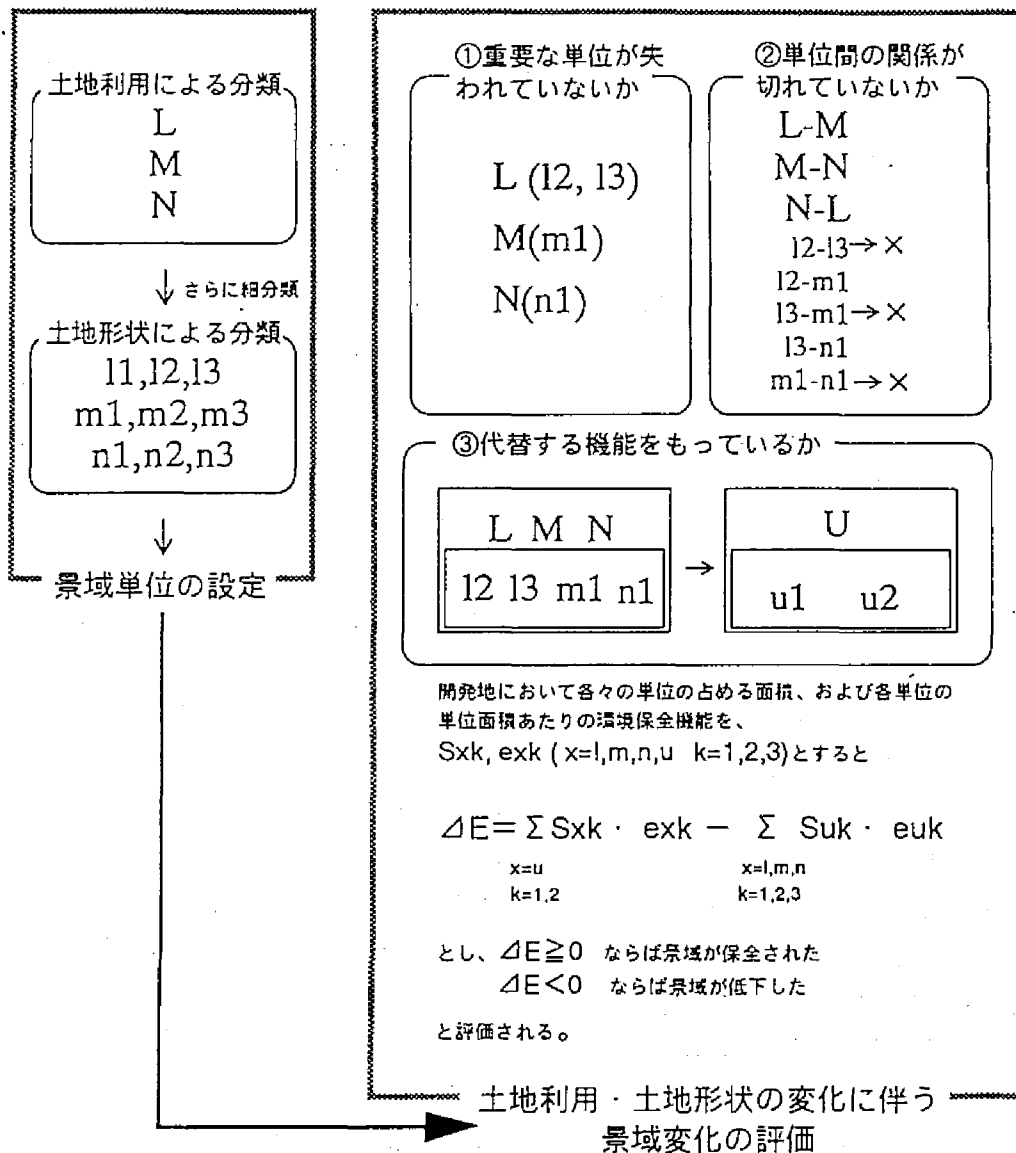 土地利用による分類
L
M
N
↓ さらに細分類
土地形状による分類
l1,l2,l3
m1,m2,m3
n1,n2,n3
↓
景域単位の設定
①重要な単位が失
われていないか
L (l2, l3)
M(m1)
N(n1)
②単位間の関係が
切れていないか
L-M
M-N
N-L
l2-l3→×
l2-m1
l3-m1→×
l3-n1
m1-n1→×
③代替する機能をもっているか
L M N
l2 l3 m1 n1
→
U
u1 u2
開発地において各々の単位の占める面積、および各単位の
単位面積あたりの環境保全機能を、
Sxk, exk ( x=l,m,n,u k=1,2,3)とすると
⊿E=Σ Sxk · exk − Σ Suk · euk
x=u x=l,m,n
k=1,2 k=1,2,3
とし、⊿E≧0 ならば景域が保全された
⊿E<0 ならば景域が低下した
と評価される。
土地利用・土地形状の変化に伴う
景域変化の評価